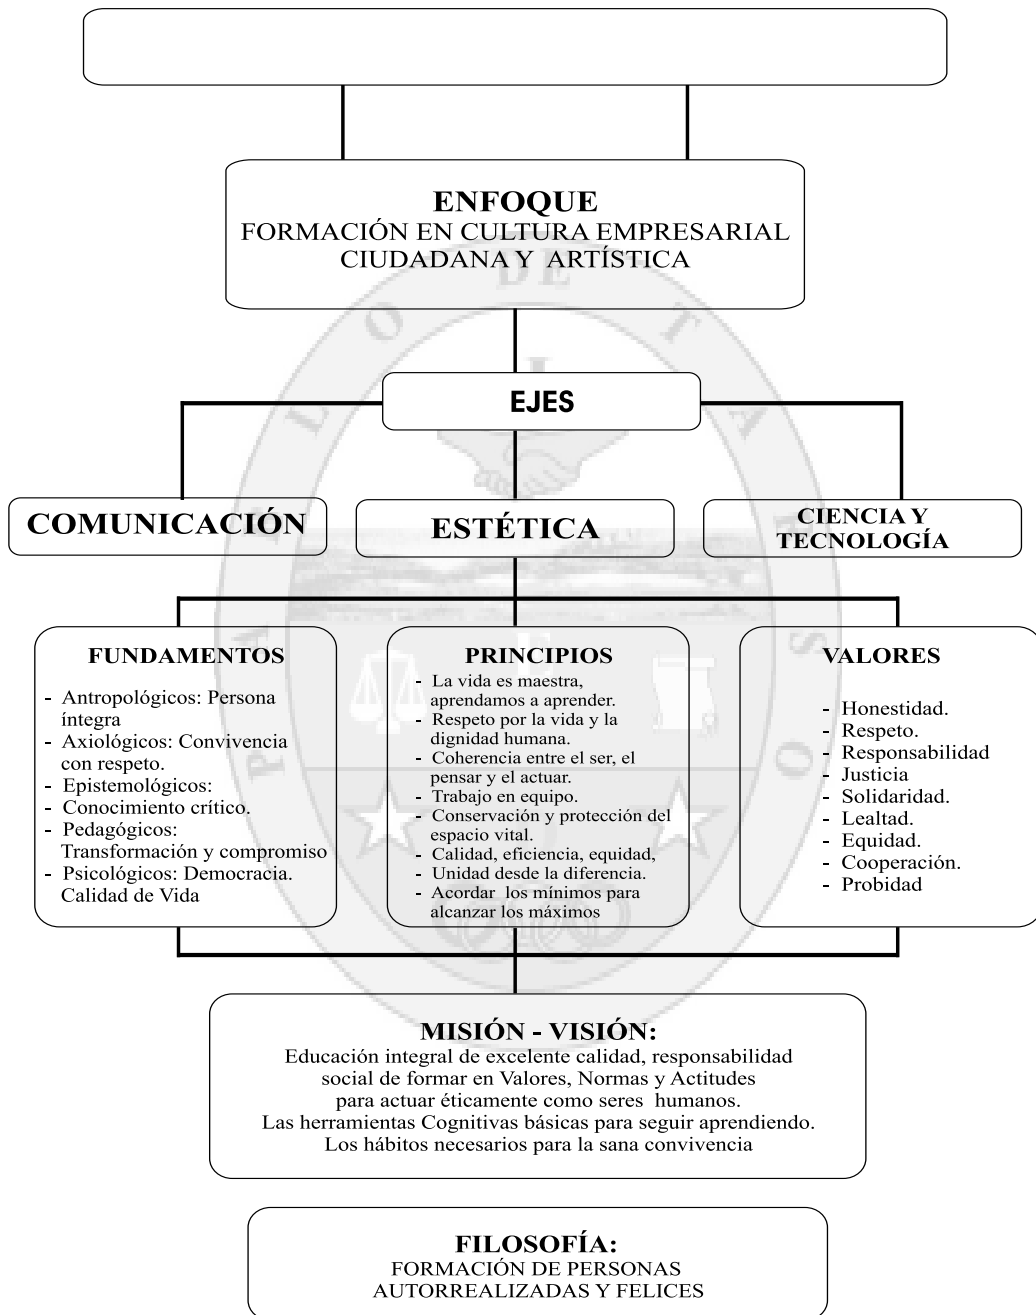 ENFOQUE
FORMACIÓN EN CULTURA EMPRESARIAL
CIUDADANA Y ARTÍSTICA
EJES
COMUNICACIÓN
ESTÉTICA
CIENCIA Y
TECNOLOGÍA
FUNDAMENTOS
- Antropológicos: Persona
íntegra
- Axiológicos: Convivencia
con respeto.
- Epistemológicos:
- Conocimiento crítico.
- Pedagógicos:
Transformación y compromiso
- Psicológicos: Democracia.
Calidad de Vida
PRINCIPIOS
- La vida es maestra,
aprendamos a aprender.
- Respeto por la vida y la
dignidad humana.
- Coherencia entre el ser, el
pensar y el actuar.
- Trabajo en equipo.
- Conservación y protección del
espacio vital.
- Calidad, eficiencia, equidad,
- Unidad desde la diferencia.
- Acordar los mínimos para
alcanzar los máximos
VALORES
- Honestidad.
- Respeto.
- Responsabilidad
- Justicia
- Solidaridad.
- Lealtad.
- Equidad.
- Cooperación.
- Probidad
MISIÓN - VISIÓN:
Educación integral de excelente calidad, responsabilidad
social de formar en Valores, Normas y Actitudes
para actuar éticamente como seres humanos.
Las herramientas Cognitivas básicas para seguir aprendiendo.
Los hábitos necesarios para la sana convivencia
FILOSOFÍA:
FORMACIÓN DE PERSONAS
AUTORREALIZADAS Y FELICES